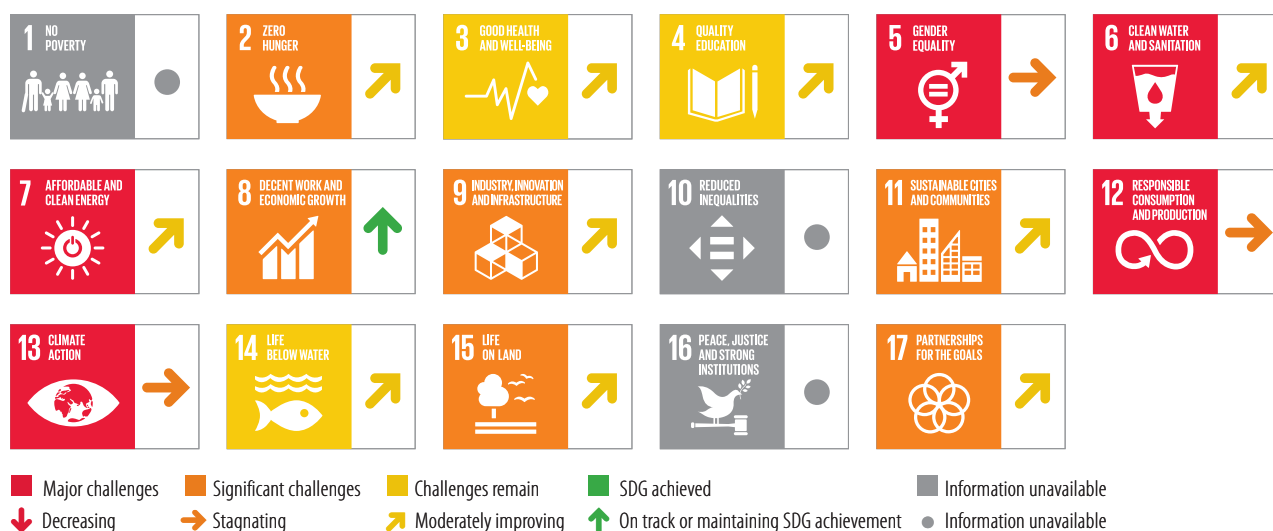 1 NO
POVERTY
2 ZERO
HUNGER
3 GOOD HEALTH
AND WELL-BEING
4 QUALITY
EDUCATION
5 GENDER
EQUALITY
6 CLEAN WATER
AND SANITATION
7 AFFORDABLE AND
CLEAN ENERGY
8 DECENT WORK AND
ECONOMIC GROWTH
9 INDUSTRY, INNOVATION
AND INFRASTRUCTURE
10 REDUCED
INEQUALITIES
11 SUSTAINABLE CITIES
AND COMMUNITIES
12 RESPONSIBLE
CONSUMPTION
AND PRODUCTION
13 CLIMATE
ACTION
14 LIFE
BELOW WATER
15 LIFE
ON LAND
16 PEACE, JUSTICE
AND STRONG
INSTITUTIONS
17 PARTNERSHIPS
FOR THE GOALS
Major challenges
Significant challenges
Challenges remain
SDG achieved
Information unavailable
Decreasing
Stagnating
Moderately improving
On track or maintaining SDG achievement
Information unavailable